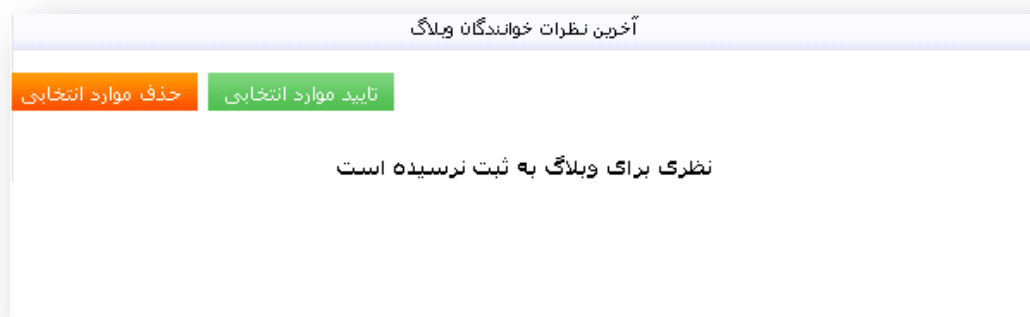 آخرین نظرات خوانندگان وبلاگ
تایید موارد انتخابی
حذف موارد انتخابی
نظری برای وبلاگ به ثبت نرسیده است